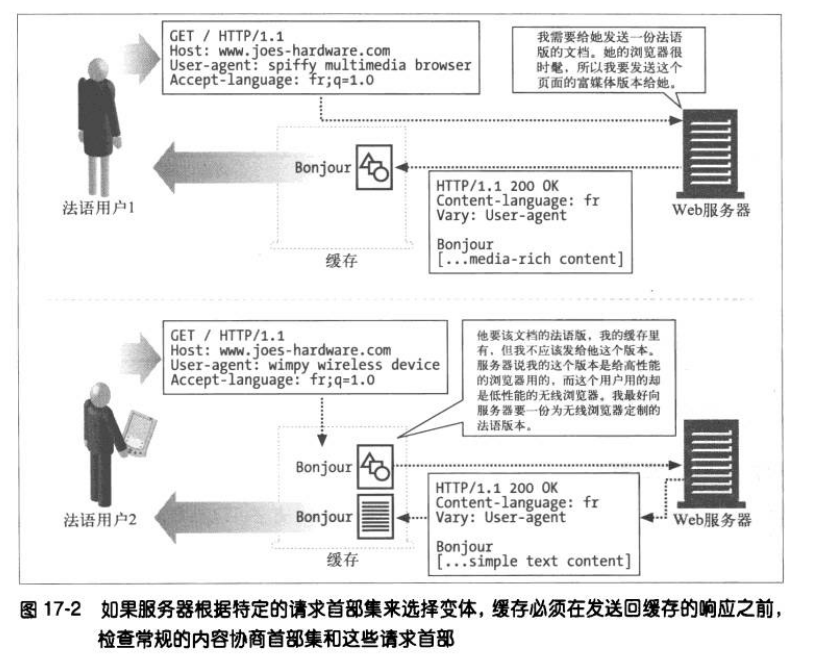 GET / HTTP/1.1
Host: www.joes-hardware.com
User-agent: spiffy multimedia browser
Accept-language: fr;q=1.0
我需要给她发送一份法语
版的文档。她的浏览器很
时髦，所以我要发送这个
页面的富媒体版本给她。
Bonjour
法语用户1
缓存
HTTP/1.1 200 OK
Content-language: fr
Vary: User-agent
Bonjour
[...media-rich content]
Web服务器
GET / HTTP/1.1
Host: www.joes-hardware.com
User-agent: wimpy wireless device
Accept-language: fr;q=1.0
他要该文档的法语版，我的缓存里
有，但我不应该发给他这个版本。
服务器说我的这个版本是给高性能
的浏览器用的，而这个用户用的却
是低性能的无线浏览器。我最好向
服务器要一份为无线浏览器定制的
法语版本。
Bonjour
Bonjour
法语用户2
缓存
HTTP/1.1 200 OK
Content-language: fr
Vary: User-agent
Bonjour
[...simple text content]
Web服务器
图 17-2 如果服务器根据特定的请求首部集来选择变体，缓存必须在发送回缓存的响应之前，
检查常规的内容协商首部集和这些请求首部